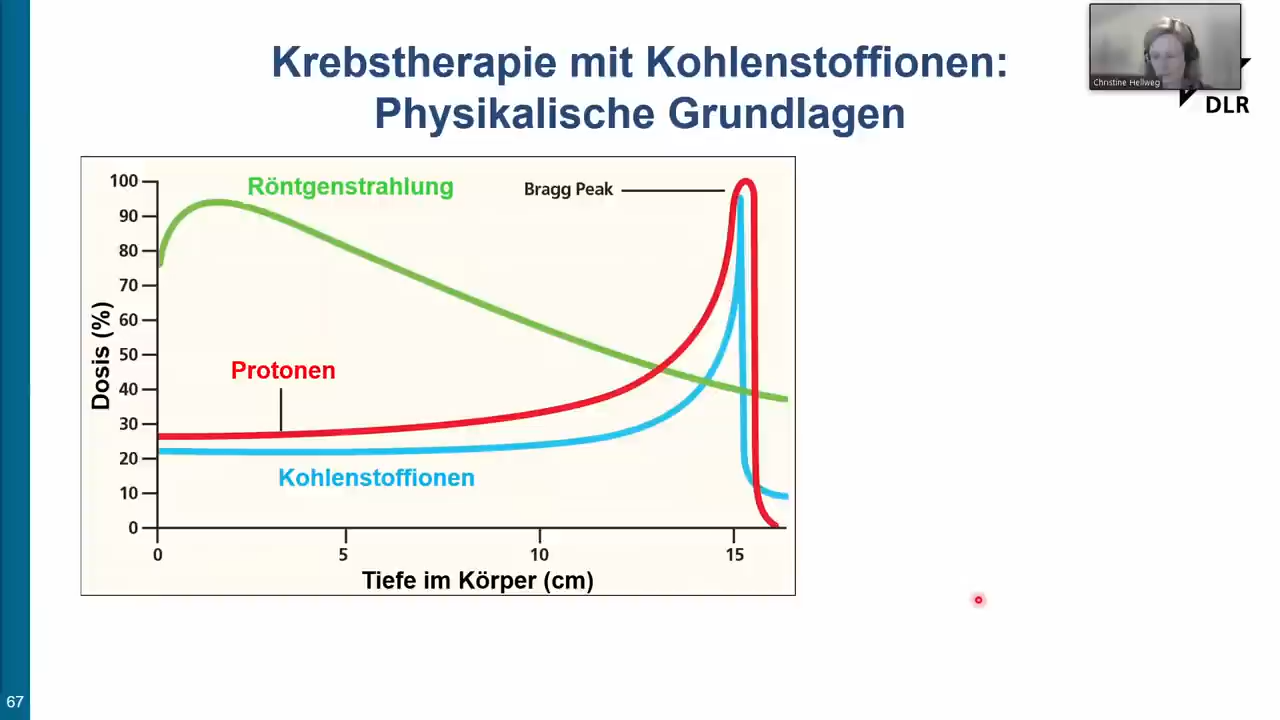 Krebstherapie mit Kohlenstoffionen:
Physikalische Grundlagen
Christine Hellweg
DLR
Röntgenstrahlung
Bragg Peak
Protonen
Kohlenstoffionen
Dosis (%)
100
90
80
70
60
50
40
30
20
10
0
0 5 10 15
Tiefe im Körper (cm)
67